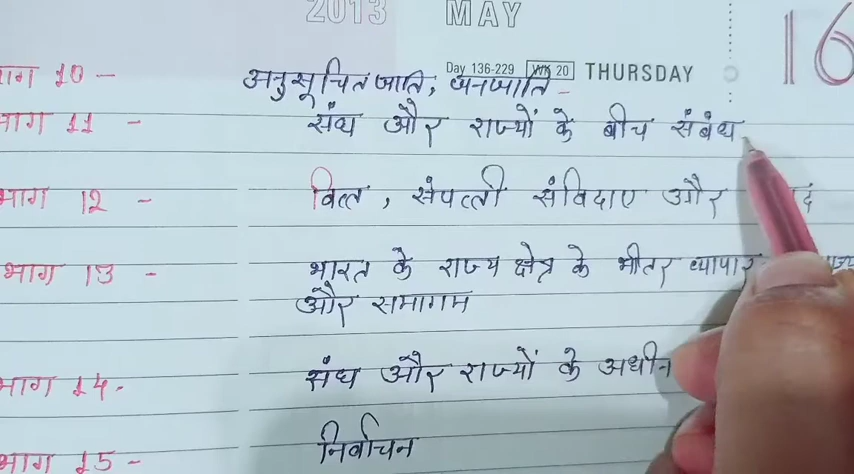 2013 MAY
Day 136-229 WK 20 THURSDAY 16
भाग 10 - अनुसूचित जाति, जनजाति -
भाग 11 - संघ और राज्यों के बीच संबंध
भाग 12 - वित्त, संपत्ती संविदाए और
भाग 13 - भारत के राज्य क्षेत्र के भीतर व्यापार
और समागम
भाग 14 - संघ और राज्यों के अधीन
भाग 15 - निर्वाचन